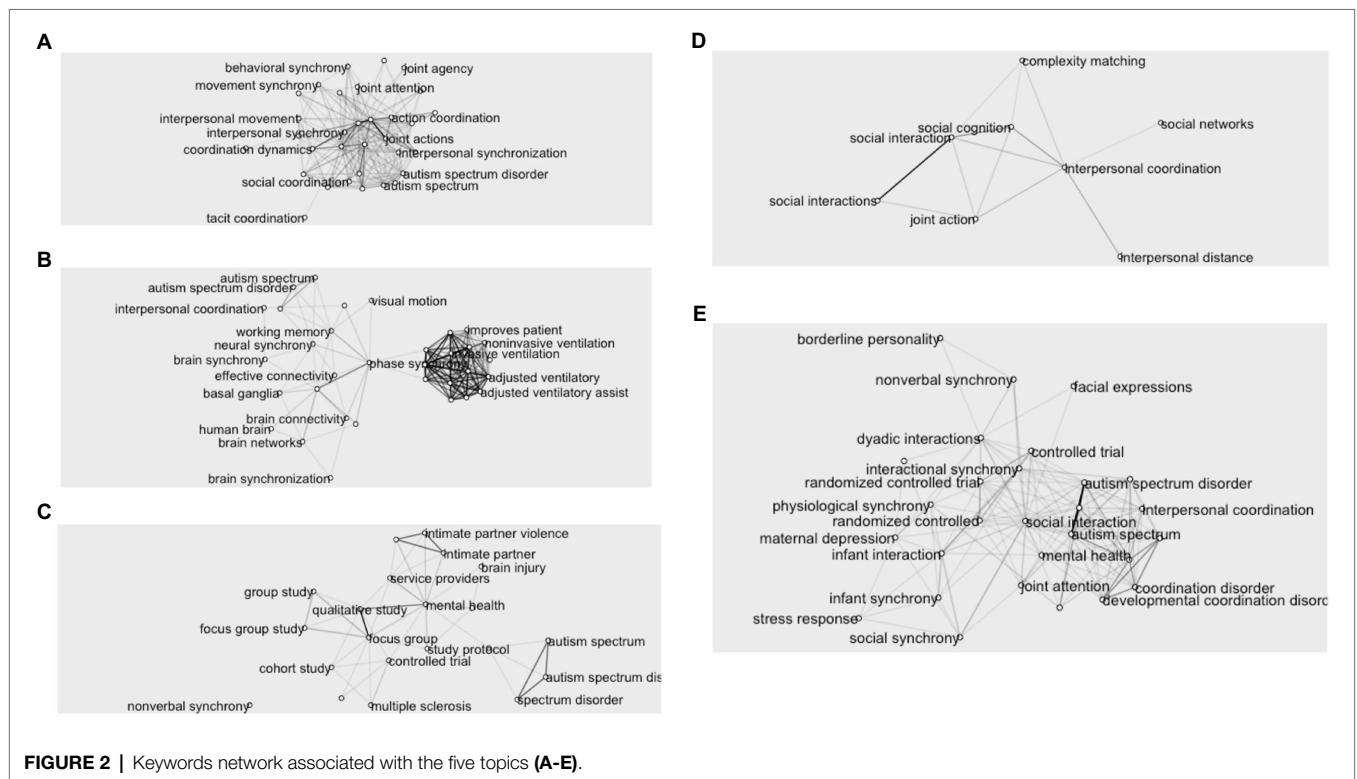 A
behavioral synchrony
joint agency
movement synchrony
joint attention
interpersonal movement
action coordination
interpersonal synchrony
joint actions
coordination dynamics
interpersonal synchronization
autism spectrum disorder
social coordination
autism spectrum
tacit coordination
B
autism spectrum
autism spectrum disorder
interpersonal coordination
visual motion
working memory
improves patient
neural synchrony
noninvasive ventilation
brain synchrony
invasive ventilation
phase synchrony
effective connectivity
adjusted ventilatory
basal ganglia
adjusted ventilatory assist
brain connectivity
human brain
brain networks
brain synchronization
C
intimate partner violence
intimate partner
brain injury
service providers
group study
mental health
qualitative study
focus group study
focus group
study protocol
autism spectrum
controlled trial
cohort study
autism spectrum dis
spectrum disorder
nonverbal synchrony
multiple sclerosis
D
complexity matching
social cognition
social networks
social interaction
interpersonal coordination
social interactions
joint action
interpersonal distance
E
borderline personality
nonverbal synchrony
facial expressions
dyadic interactions
controlled trial
interactional synchrony
randomized controlled trial
autism spectrum disorder
physiological synchrony
interpersonal coordination
randomized controlled
social interaction
maternal depression
autism spectrum
infant interaction
mental health
joint attention
coordination disorder
infant synchrony
developmental coordination disord
stress response
social synchrony
FIGURE 2 | Keywords network associated with the five topics (A-E).